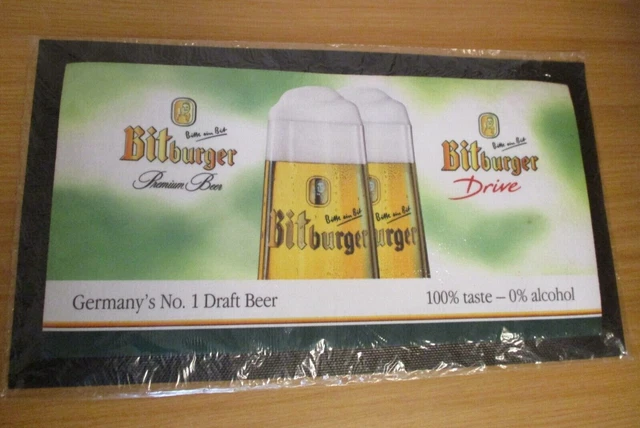 Bitte ein Bit
Bitburger
Premium Beer
Bitte ein Bit
Bitburger
Bitte ein Bit
urger
Bitte ein Bit
Bitburger
Drive
Germany's No. 1 Draft Beer
100% taste – 0% alcohol